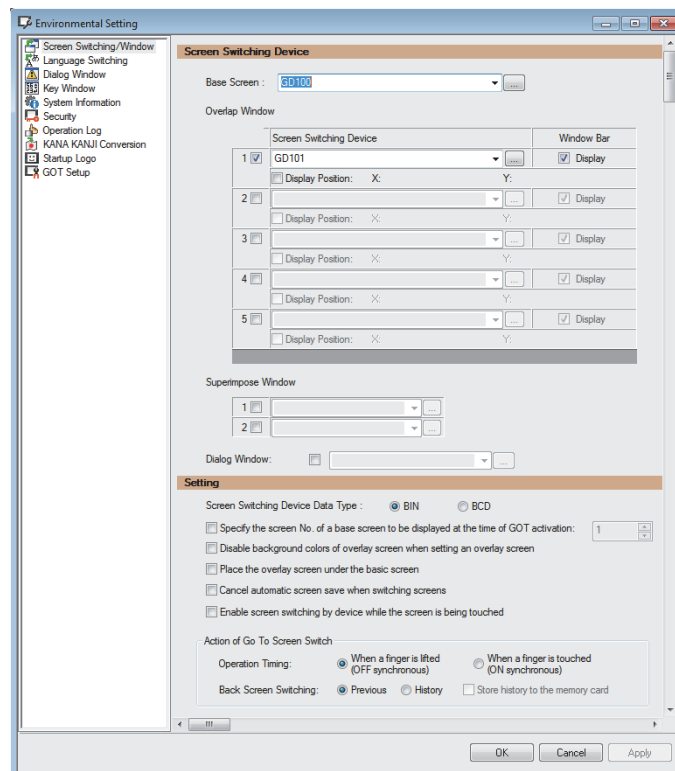 Environmental Setting
Screen Switching/Window
Language Switching
Dialog Window
Key Window
System Information
Security
Operation Log
KANA KANJI Conversion
Startup Logo
GOT Setup
Screen Switching Device
Base Screen : GD100 ...
Overlap Window
Screen Switching Device Window Bar
1 GD101 ... Display
Display Position: X: Y:
2 ... Display
Display Position: X: Y:
3 ... Display
Display Position: X: Y:
4 ... Display
Display Position: X: Y:
5 ... Display
Display Position: X: Y:
Superimpose Window
1 ...
2 ...
Dialog Window: ...
Setting
Screen Switching Device Data Type : BIN BCD
Specify the screen No. of a base screen to be displayed at the time of GOT activation: 1
Disable background colors of overlay screen when setting an overlay screen
Place the overlay screen under the basic screen
Cancel automatic screen save when switching screens
Enable screen switching by device while the screen is being touched
Action of Go To Screen Switch
Operation Timing: When a finger is lifted (OFF synchronous) When a finger is touched (ON synchronous)
Back Screen Switching: Previous History Store history to the memory card
OK Cancel Apply